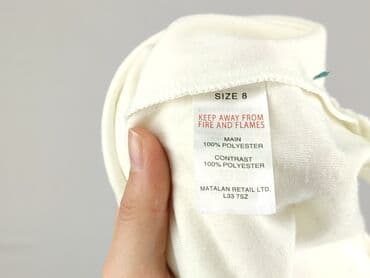 SIZE 8
KEEP AWAY FROM
FIRE AND FLAMES
MAIN
100% POLYESTER
CONTRAST
100% POLYESTER
MATALAN RETAIL LTD.
L33 7SZ